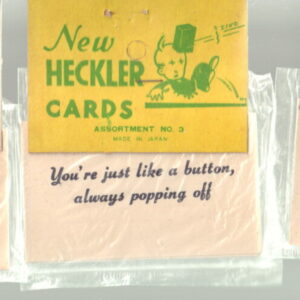 New
HECKLER
CARDS
ASSORTMENT NO. 3
MADE IN JAPAN
You're just like a button,
always popping off